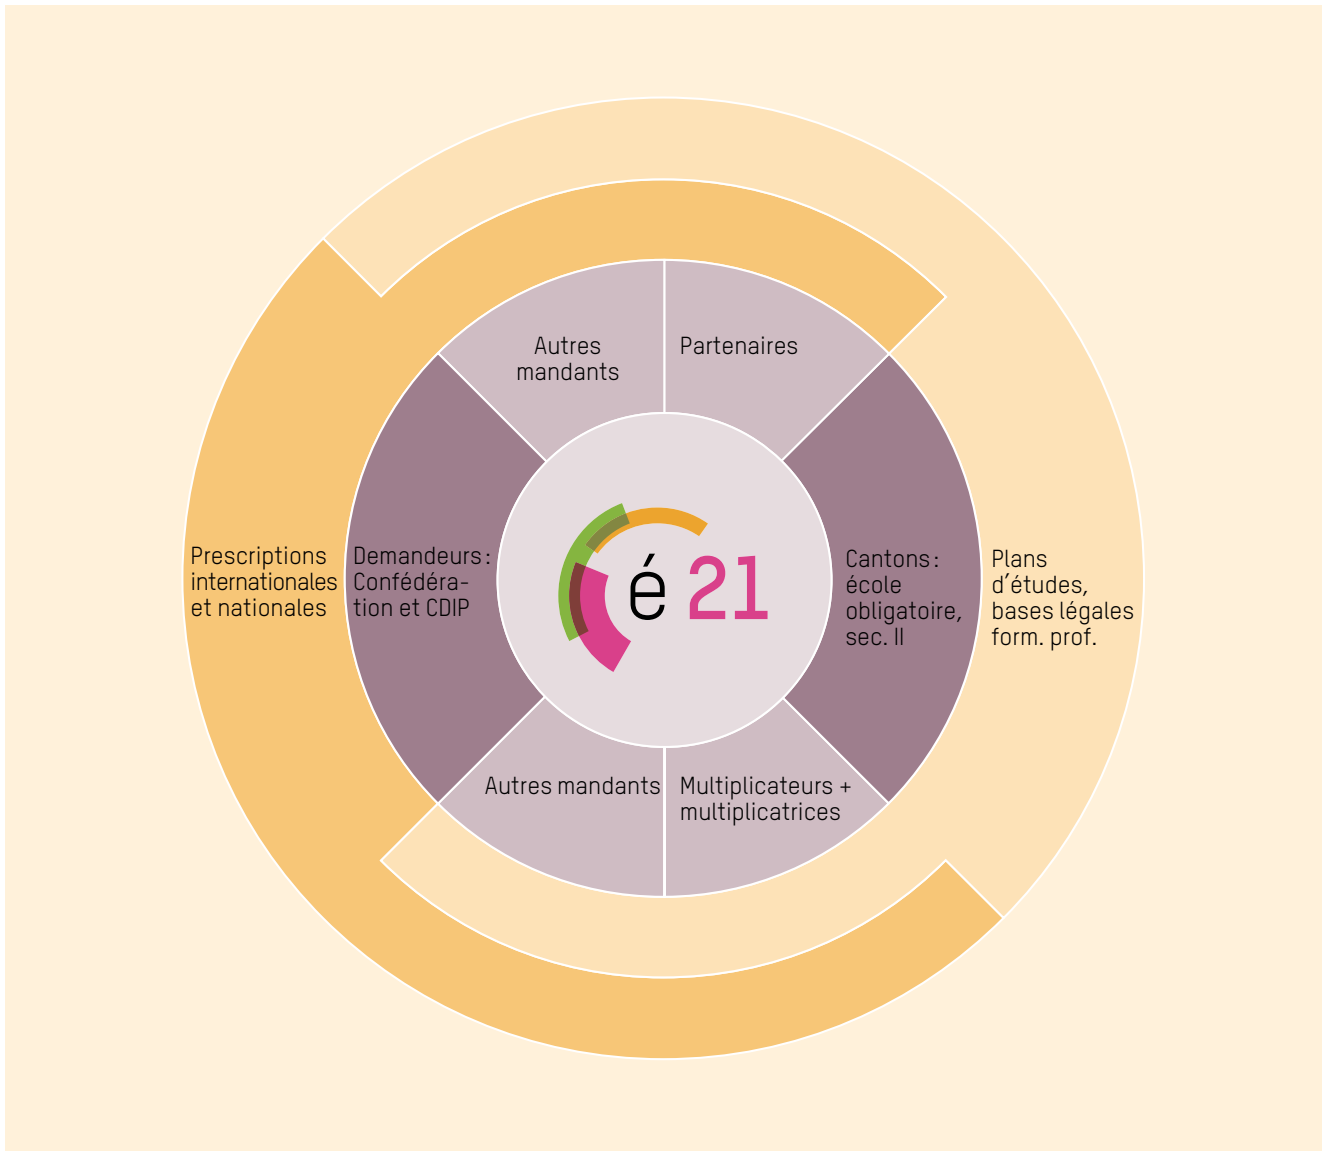 Autres
mandants
Partenaires
Prescriptions
internationales
et nationales
Demandeurs :
Confédéra-
tion et CDIP
é 21
Cantons :
école
obligatoire,
sec. II
Plans
d’études,
bases légales
form. prof.
Autres mandants
Multiplicateurs +
multiplicatrices